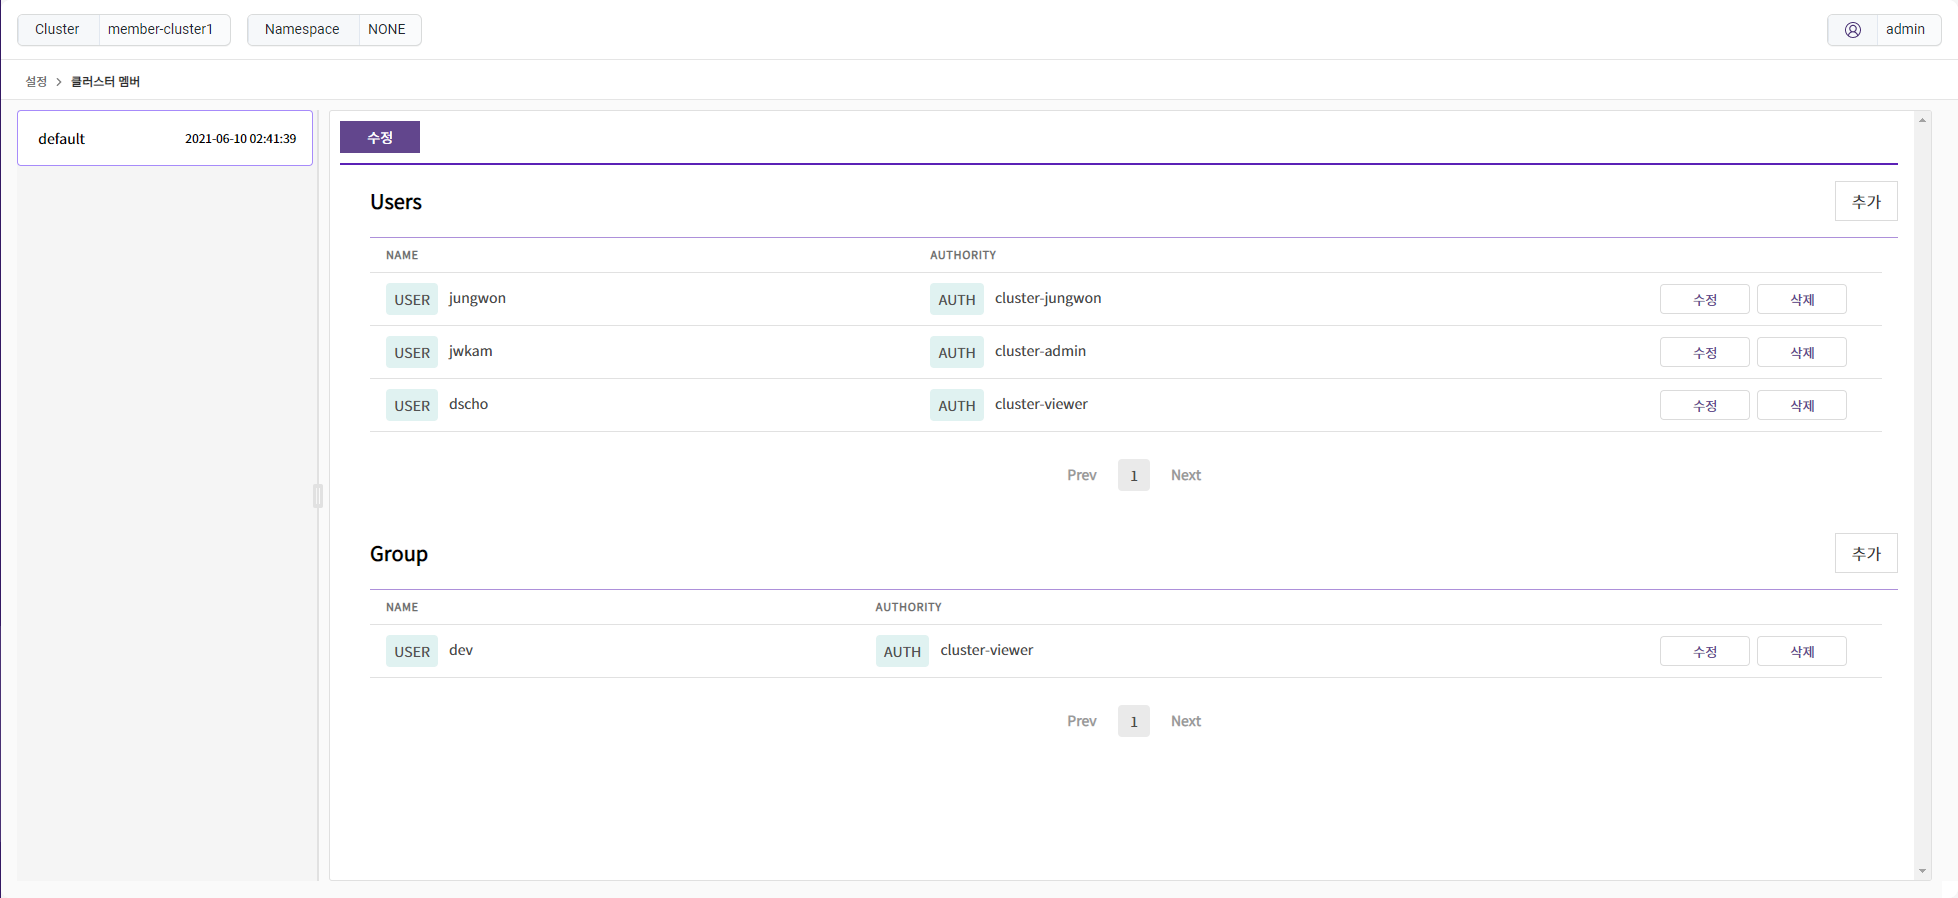 Cluster member-cluster1 Namespace NONE admin
설정 > 클러스터 멤버
default 2021-06-10 02:41:39
수정
Users 추가
NAME AUTHORITY
USER jungwon AUTH cluster-jungwon 수정 삭제
USER jwkam AUTH cluster-admin 수정 삭제
USER dscho AUTH cluster-viewer 수정 삭제
Prev 1 Next
Group 추가
NAME AUTHORITY
USER dev AUTH cluster-viewer 수정 삭제
Prev 1 Next